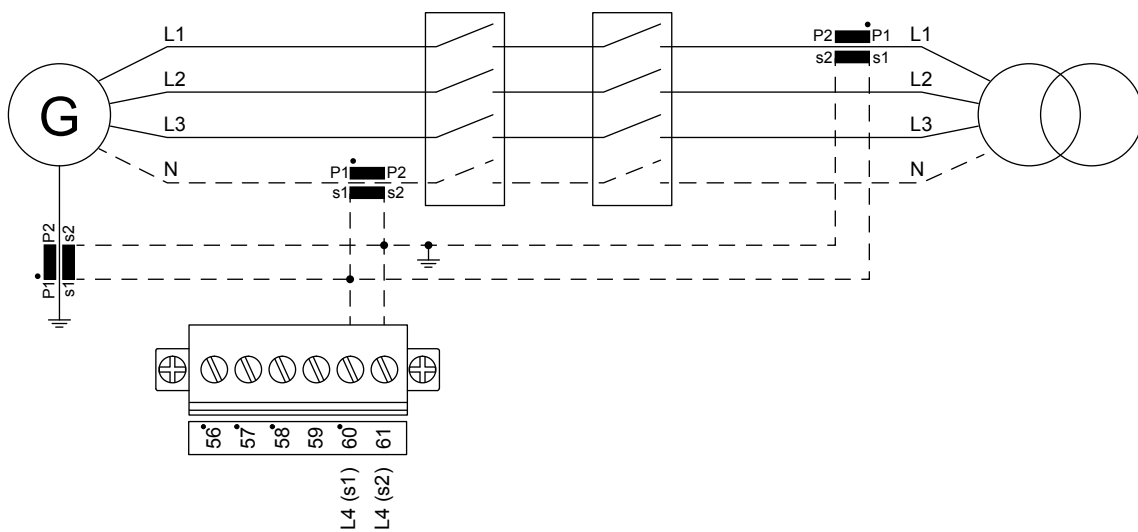 L1
P2 P1
L1
s2 s1
L2
L2
G
L3
L3
N
P1 P2
N
s1 s2
P2 s2
P1 s1
56 57 58 59 60 61
L4 (s1)
L4 (s2)